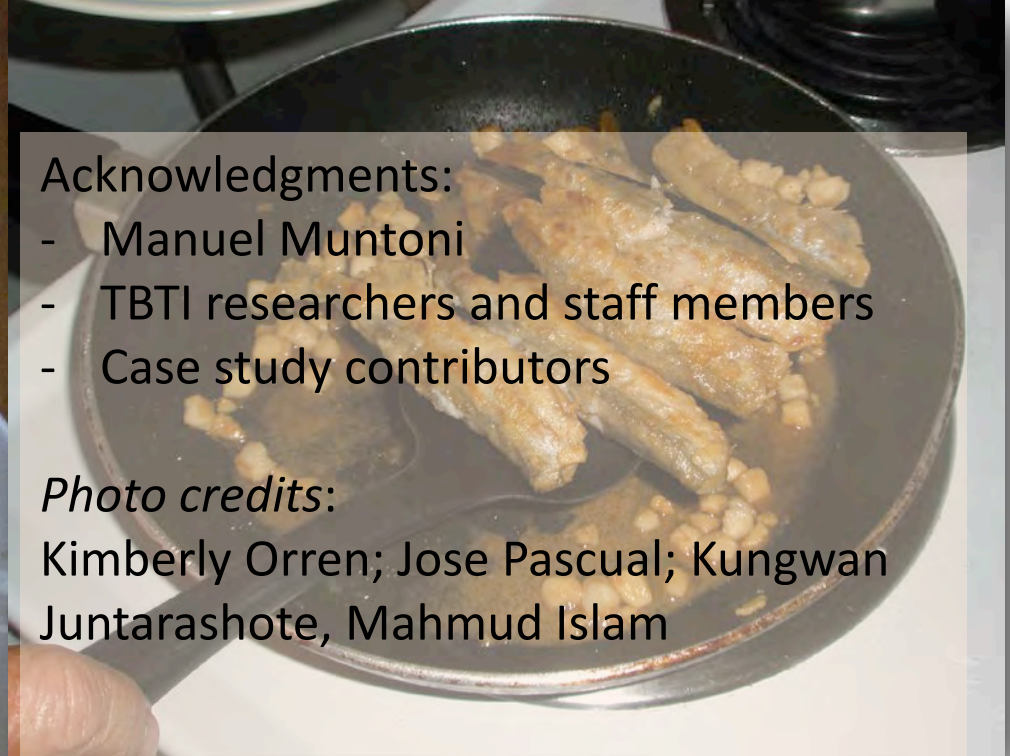 Acknowledgments:
- Manuel Muntoni
- TBTI researchers and staff members
- Case study contributors
Photo credits:
Kimberly Orren; Jose Pascual; Kungwan
Juntarashote, Mahmud Islam